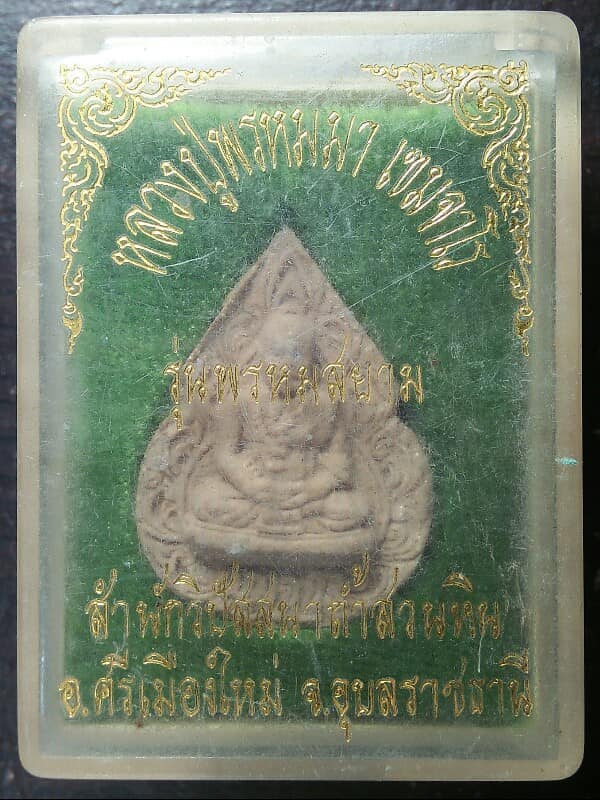 หลวงปู่พรหมมา เขมจาโร
รุ่นพรหมสยาม
สำนักวิปัสสนาถ้ำสวนหิน
อ.ศรีเมืองใหม่ จ.อุบลราชธานี